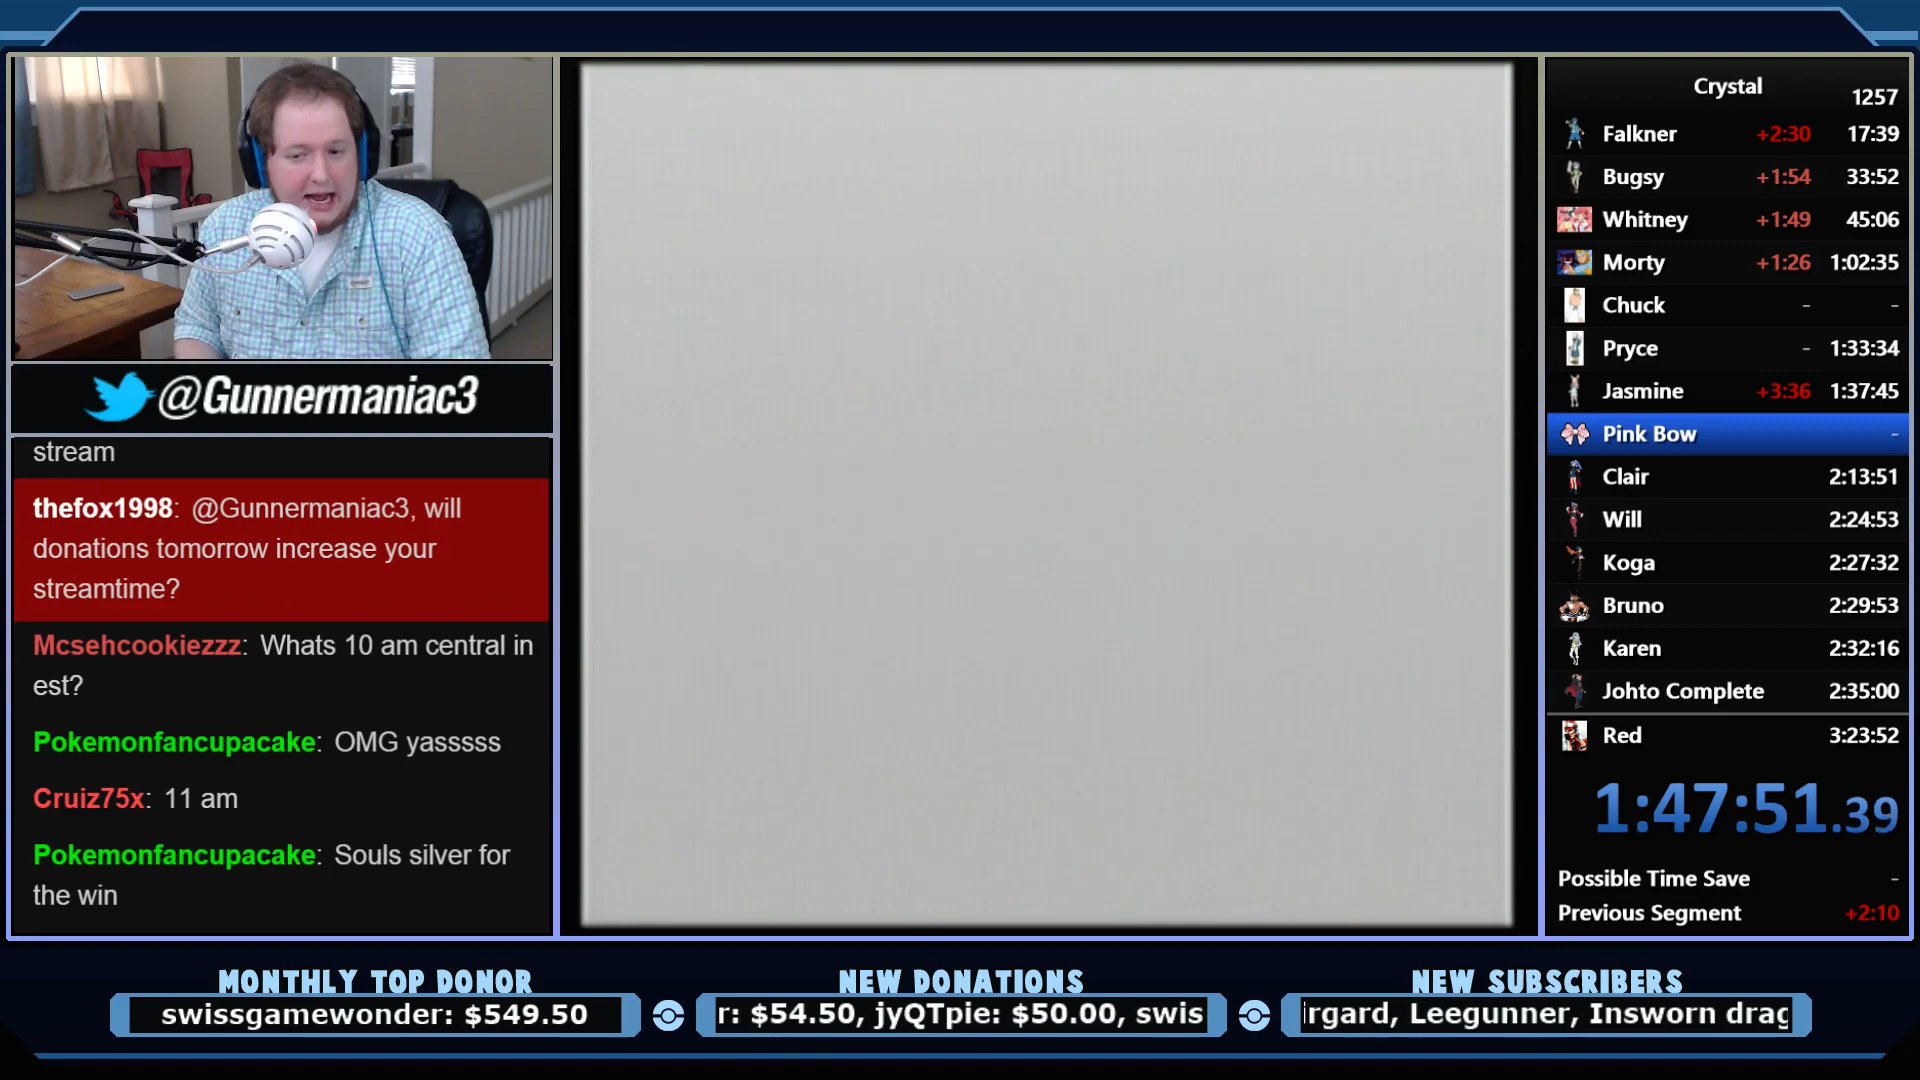 @Gunnermaniac3
stream
thefox1998: @Gunnermaniac3, will
donations tomorrow increase your
streamtime?
Mcsehcookiezzz: Whats 10 am central in
est?
Pokemonfancupacake: OMG yasssss
Cruiz75x: 11 am
Pokemonfancupacake: Souls silver for
the win
Crystal
1257
Falkner +2:30 17:39
Bugsy +1:54 33:52
Whitney +1:49 45:06
Morty +1:26 1:02:35
Chuck - -
Pryce - 1:33:34
Jasmine +3:36 1:37:45
Pink Bow -
Clair 2:13:51
Will 2:24:53
Koga 2:27:32
Bruno 2:29:53
Karen 2:32:16
Johto Complete 2:35:00
Red 3:23:52
1:47:51.39
Possible Time Save -
Previous Segment +2:10
MONTHLY TOP DONOR
swissgamewonder: $549.50
NEW DONATIONS
r: $54.50, jyQTpie: $50.00, swis
NEW SUBSCRIBERS
irgard, Leegunner, Insworn drag